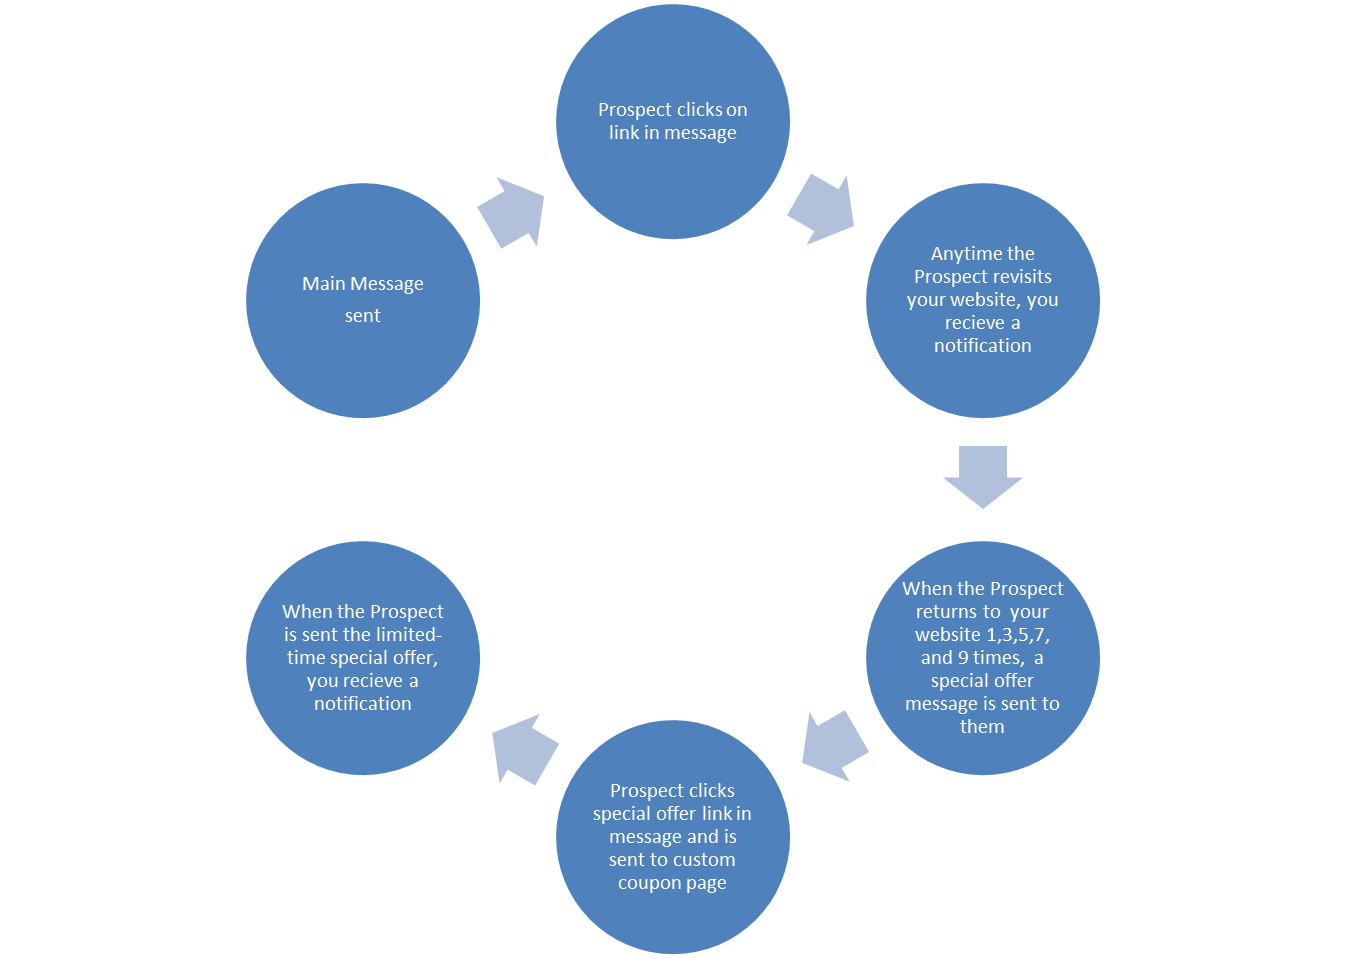 Main Message
sent
Prospect clicks on
link in message
Anytime the
Prospect revisits
your website, you
recieve a
notification
When the Prospect
returns to your
website 1,3,5,7,
and 9 times, a
special offer
message is sent to
them
Prospect clicks
special offer link in
message and is
sent to custom
coupon page
When the Prospect
is sent the limited-
time special offer,
you recieve a
notification